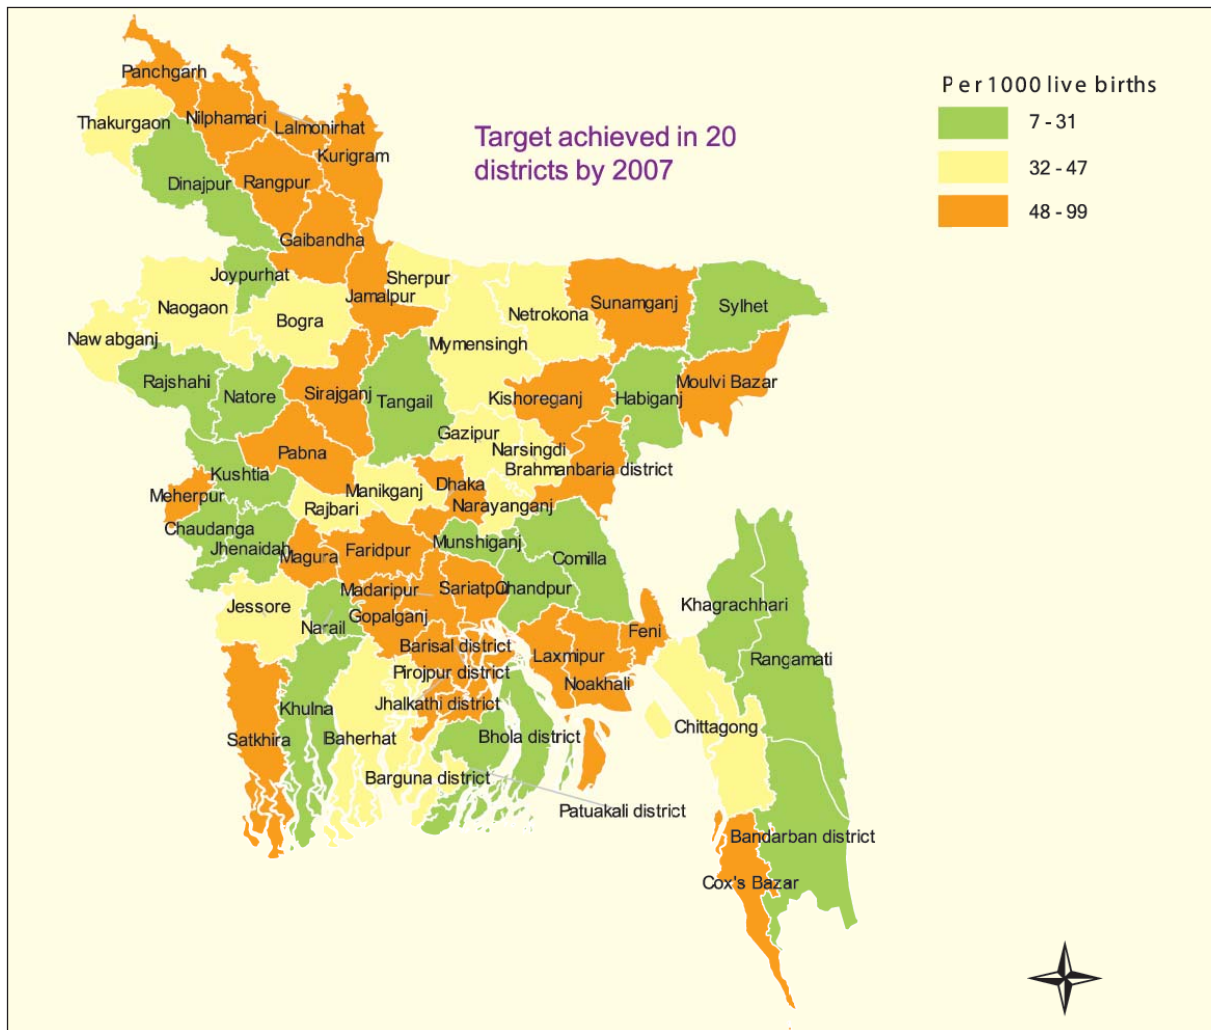 Per 1000 live births
7 - 31
32 - 47
48 - 99
Target achieved in 20
districts by 2007
Panchgarh
Thakurgaon
Nilphamari
Lalmonirhat
Kurigram
Dinajpur
Rangpur
Gaibandha
Joypurhat
Jamalpur
Sherpur
Naogaon
Bogra
Netrokona
Sunamganj
Sylhet
Nawabganj
Mymensingh
Rajshahi
Natore
Sirajganj
Tangail
Kishoreganj
Habiganj
Moulvi Bazar
Gazipur
Narsingdi
Pabna
Brahmanbaria district
Kushtia
Meherpur
Manikganj
Dhaka
Rajbari
Narayanganj
Chaudanga
Jhenaidah
Magura
Faridpur
Munshiganj
Comilla
Madaripur
Sariatpur
Chandpur
Jessore
Narail
Gopalganj
Khagrachhari
Barisal district
Laxmipur
Feni
Rangamati
Pirojpur district
Noakhali
Khulna
Jhalkathi district
Satkhira
Baherhat
Bhola district
Chittagong
Barguna district
Patuakali district
Bandarban district
Cox's Bazar